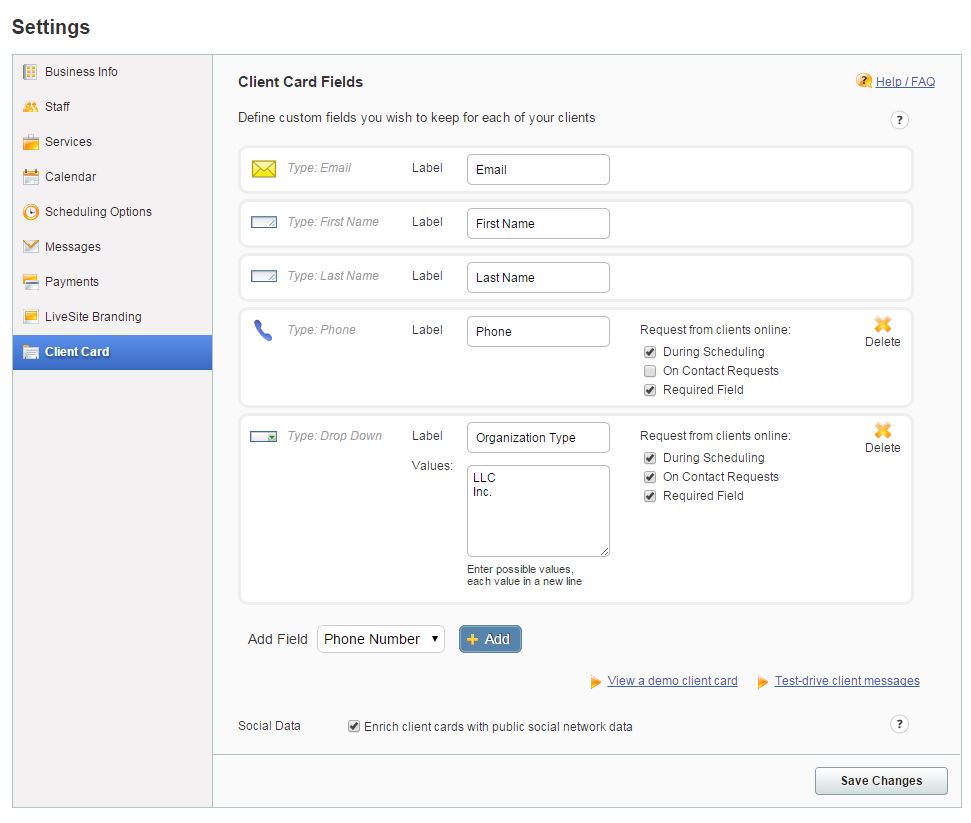 Settings
Business Info
Staff
Services
Calendar
Scheduling Options
Messages
Payments
LiveSite Branding
Client Card
Client Card Fields
? Help / FAQ
Define custom fields you wish to keep for each of your clients
?
Type: Email Label Email
Type: First Name Label First Name
Type: Last Name Label Last Name
Type: Phone Label Phone
Request from clients online:
During Scheduling
On Contact Requests
Required Field
Delete
Type: Drop Down Label Organization Type
Values:
LLC
Inc.
Enter possible values,
each value in a new line
Request from clients online:
During Scheduling
On Contact Requests
Required Field
Delete
Add Field Phone Number + Add
View a demo client card Test-drive client messages
Social Data Enrich client cards with public social network data ?
Save Changes